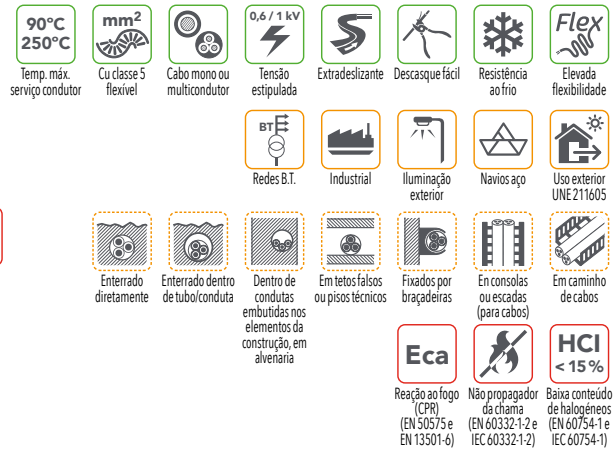 90°C
250°C
mm²
0,6 / 1 kV
Flex
Temp. máx.
serviço condutor
Cu classe 5
flexível
Cabo mono ou
multicondutor
Tensão
estipulada
Extradeslizante
Descasque fácil
Resistência
ao frio
Elevada
flexibilidade
BT
Redes B.T.
Industrial
Iluminação
exterior
Navios aço
Uso exterior
UNE 211605
Enterrado
diretamente
Enterrado dentro
de tubo/conduta
Dentro de
condutas
embutidas nos
elementos da
construção, em
alvenaria
Em tetos falsos
ou pisos técnicos
Fixados por
braçadeiras
En consolas
ou escadas
(para cabos)
Em caminho
de cabos
Eca
HCl
< 15%
Reação ao fogo
(CPR)
(EN 50575 e
EN 13501-6)
Não propagador
da chama
(EN 60332-1-2 e
IEC 60332-1-2)
Baixa conteúdo
de halogéneos
(EN 60754-1 e
IEC 60754-1)